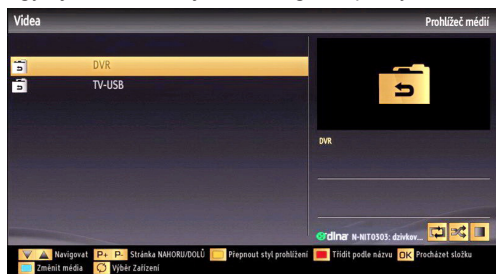 Videa
Prohlížeč médií
DVR
TV-USB
DVR
dlna N-NIT0303: dzivkov...
Navigovat P+ P- Stránka NAHORU/DOLŮ Přepnout styl prohlížení Třídit podle názvu OK Procházet složku
Změnit média Výběr Zařízení